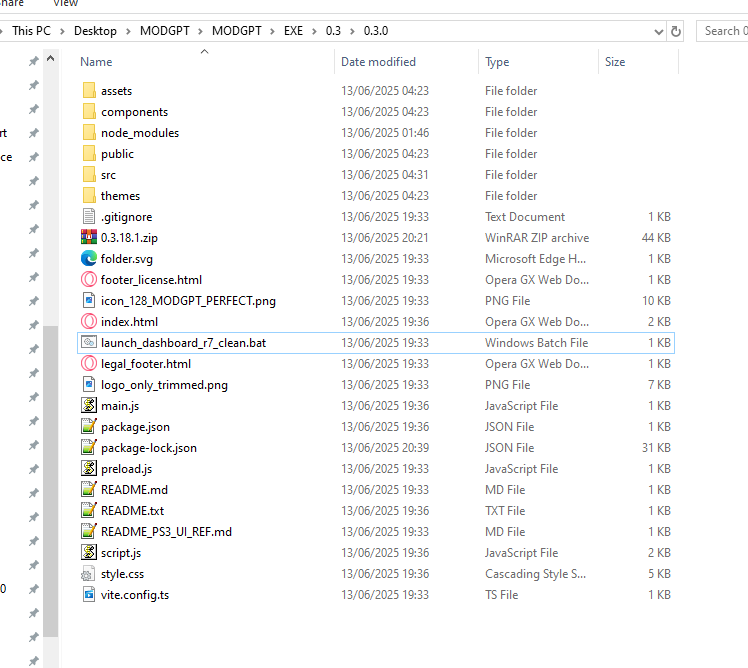 hare View
This PC > Desktop > MODGPT > MODGPT > EXE > 0.3 > 0.3.0 Search 0
Name Date modified Type Size
assets 13/06/2025 04:23 File folder
components 13/06/2025 04:23 File folder
node_modules 13/06/2025 01:46 File folder
rt
public 13/06/2025 04:23 File folder
ce
src 13/06/2025 04:31 File folder
themes 13/06/2025 04:23 File folder
.gitignore 13/06/2025 19:33 Text Document 1 KB
0.3.18.1.zip 13/06/2025 20:21 WinRAR ZIP archive 44 KB
folder.svg 13/06/2025 19:33 Microsoft Edge H... 1 KB
footer_license.html 13/06/2025 19:33 Opera GX Web Do... 1 KB
icon_128_MODGPT_PERFECT.png 13/06/2025 19:33 PNG File 10 KB
index.html 13/06/2025 19:36 Opera GX Web Do... 2 KB
launch_dashboard_r7_clean.bat 13/06/2025 19:33 Windows Batch File 1 KB
legal_footer.html 13/06/2025 19:33 Opera GX Web Do... 1 KB
logo_only_trimmed.png 13/06/2025 19:33 PNG File 7 KB
main.js 13/06/2025 19:36 JavaScript File 1 KB
package.json 13/06/2025 19:36 JSON File 1 KB
package-lock.json 13/06/2025 20:39 JSON File 31 KB
preload.js 13/06/2025 19:33 JavaScript File 1 KB
README.md 13/06/2025 19:33 MD File 1 KB
README.txt 13/06/2025 19:36 TXT File 1 KB
README_PS3_UI_REF.md 13/06/2025 19:33 MD File 1 KB
script.js 13/06/2025 19:36 JavaScript File 2 KB
style.css 13/06/2025 19:36 Cascading Style S... 5 KB
0
vite.config.ts 13/06/2025 19:33 TS File 1 KB